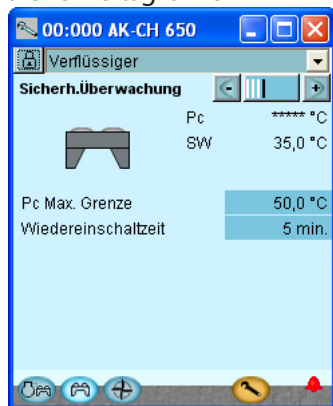 00:000 AK-CH 650
Verflüssiger
Sicherh.Überwachung
Pc ***** °C
SW 35,0 °C
Pc Max. Grenze 50,0 °C
Wiedereinschaltzeit 5 min.